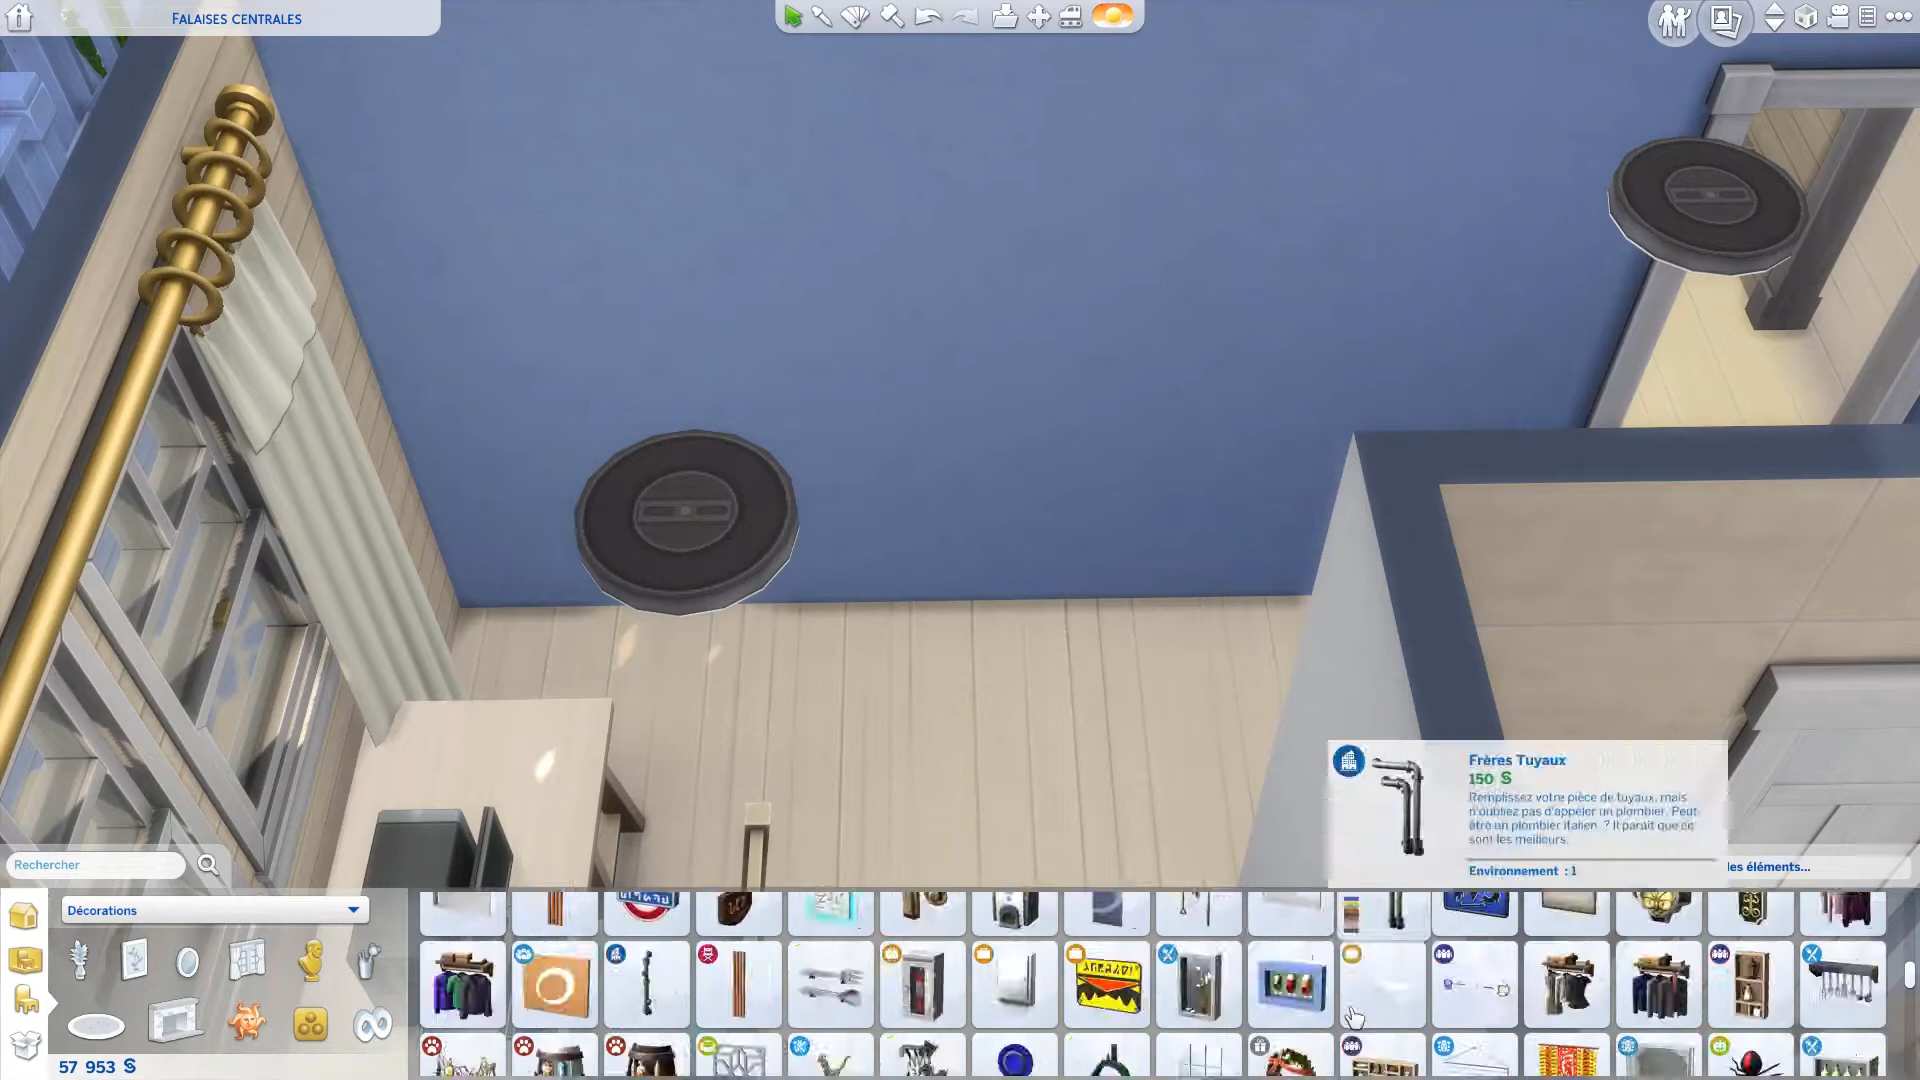 FALAISES CENTRALES
Frères Tuyaux
150 §
Remplissez votre pièce de tuyaux, mais
n'oubliez pas d'appeler un plombier. Peut-
être un plombier italien ? Il paraît que ce
sont les meilleurs.
Environnement : 1
les éléments...
Rechercher
Décorations
57 953 §